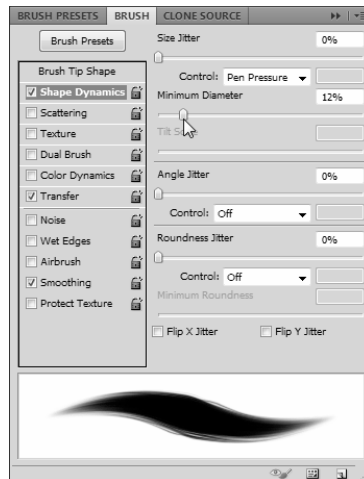 BRUSH PRESETS BRUSH CLONE SOURCE
Brush Presets
Size Jitter 0%
Control: Pen Pressure
Brush Tip Shape
Shape Dynamics
Minimum Diameter 12%
Scattering
Texture
Tilt Scale
Dual Brush
Color Dynamics
Angle Jitter 0%
Transfer
Control: Off
Noise
Wet Edges
Roundness Jitter 0%
Airbrush
Control: Off
Smoothing
Minimum Roundness
Protect Texture
Flip X Jitter Flip Y Jitter